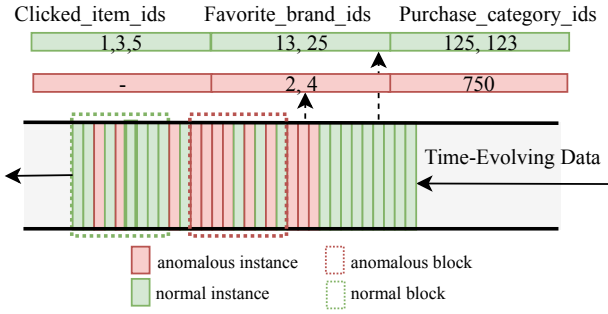 Clicked_item_ids Favorite_brand_ids Purchase_category_ids
1,3,5 13, 25 125, 123
- 2, 4 750
Time-Evolving Data
anomalous instance anomalous block
normal instance normal block